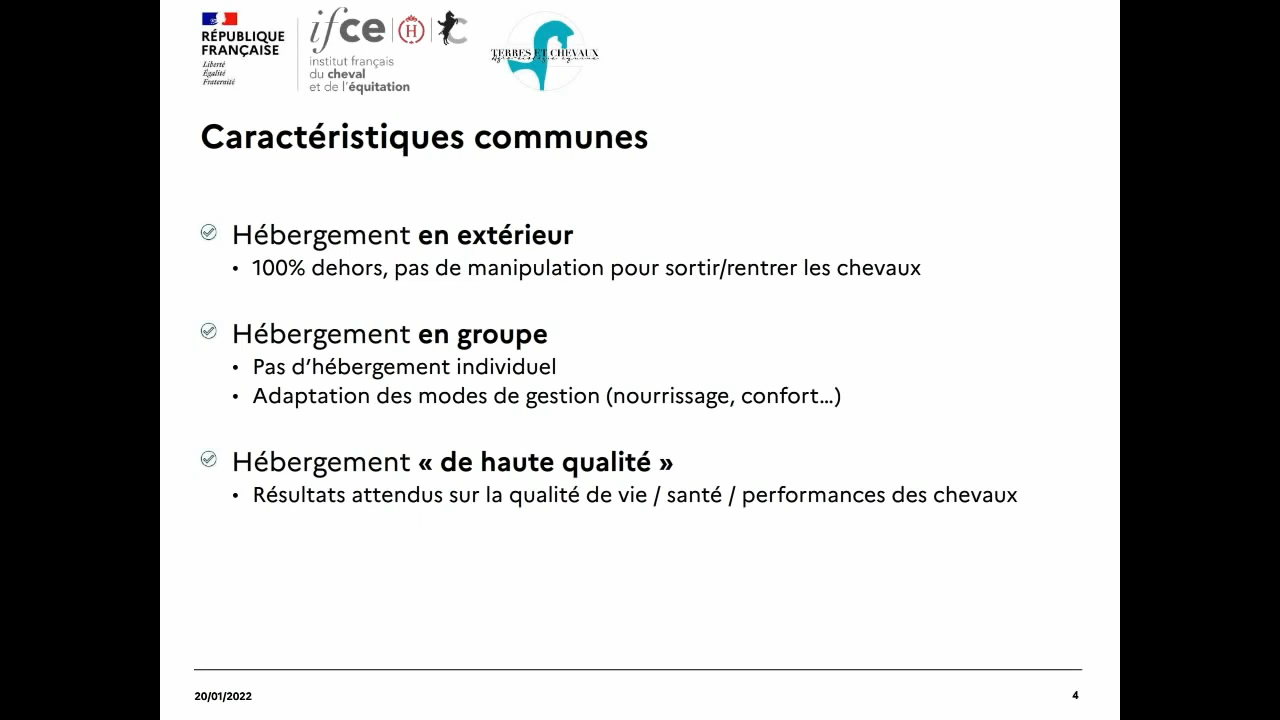 RÉPUBLIQUE
FRANÇAISE
Liberté
Égalité
Fraternité
ifce
H
institut français
du cheval
et de l'équitation
TERRES ET CHEVAUX
Caractéristiques communes
Hébergement en extérieur
• 100% dehors, pas de manipulation pour sortir/rentrer les chevaux
Hébergement en groupe
• Pas d’hébergement individuel
• Adaptation des modes de gestion (nourrissage, confort…)
Hébergement « de haute qualité »
• Résultats attendus sur la qualité de vie / santé / performances des chevaux
20/01/2022
4